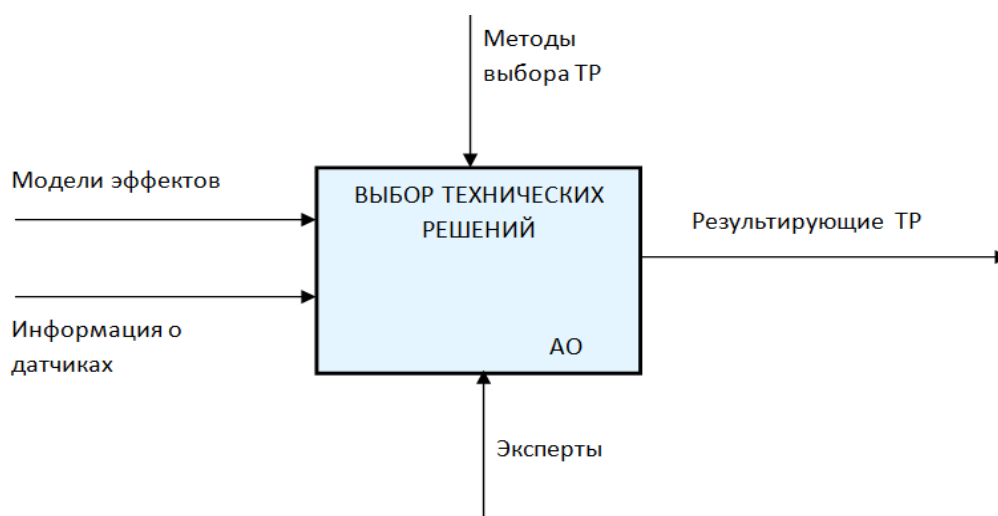 Методы
выбора ТР
Модели эффектов
ВЫБОР ТЕХНИЧЕСКИХ
РЕШЕНИЙ
Результирующие ТР
Информация о
датчиках
АО
Эксперты